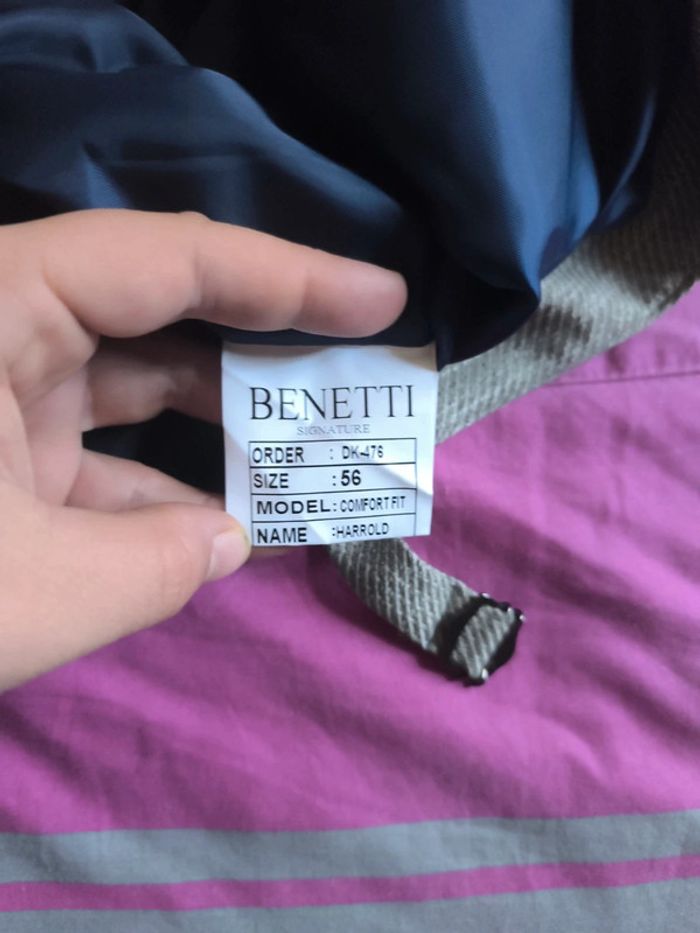 BENETTI
SIGNATURE
ORDER : DK-476
SIZE : 56
MODEL : COMFORT FIT
NAME : HARROLD